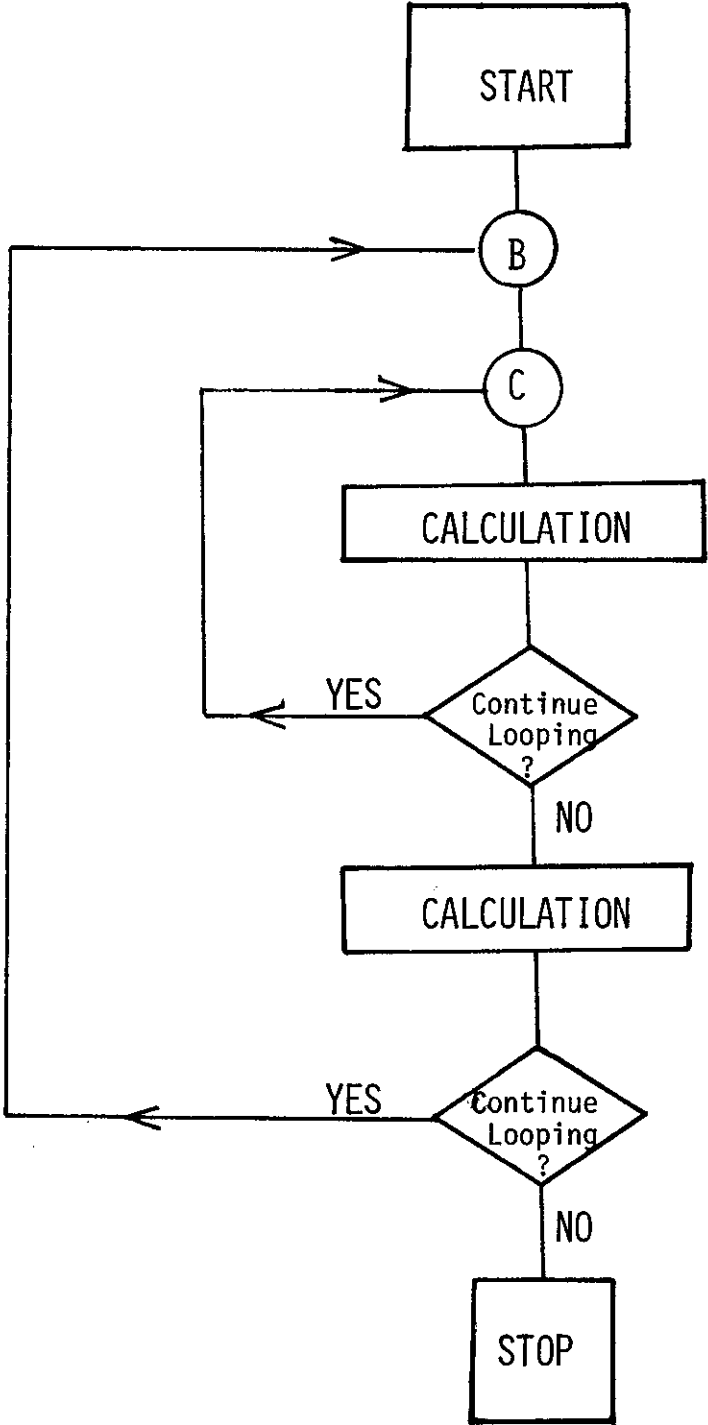 START
B
C
CALCULATION
YES
Continue
Looping
?
NO
CALCULATION
YES
Continue
Looping
?
NO
STOP